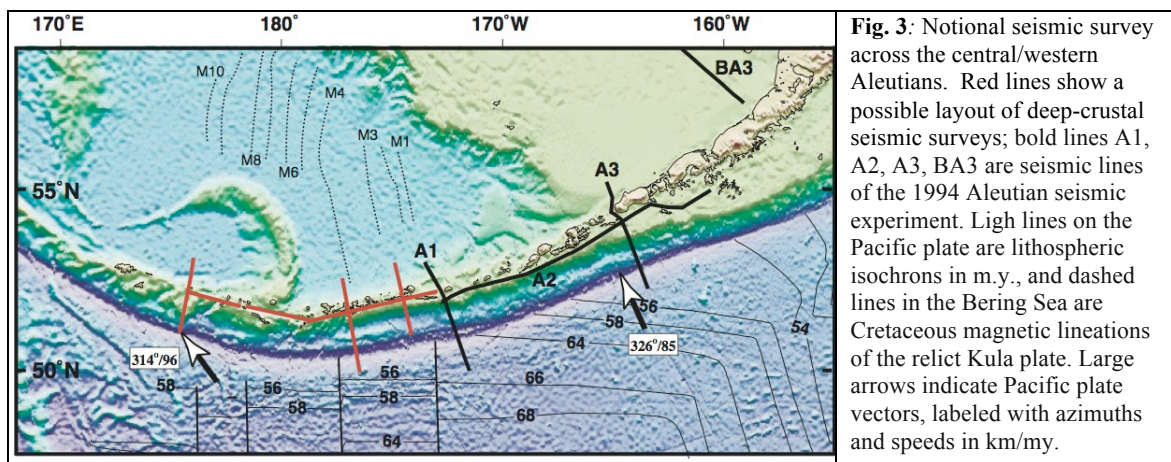 170˚E
180˚
170˚W
160˚W
M10
M4
BA3
M3
M1
M8
M6
A3
55˚N
A1
A2
56
58
54
314°/96
64
326°/85
50˚N
58
56
56
66
58
58
68
64
Fig. 3: Notional seismic survey
across the central/western
Aleutians. Red lines show a
possible layout of deep-crustal
seismic surveys; bold lines A1,
A2, A3, BA3 are seismic lines
of the 1994 Aleutian seismic
experiment. Ligh lines on the
Pacific plate are lithospheric
isochrons in m.y., and dashed
lines in the Bering Sea are
Cretaceous magnetic lineations
of the relict Kula plate. Large
arrows indicate Pacific plate
vectors, labeled with azimuths
and speeds in km/my.